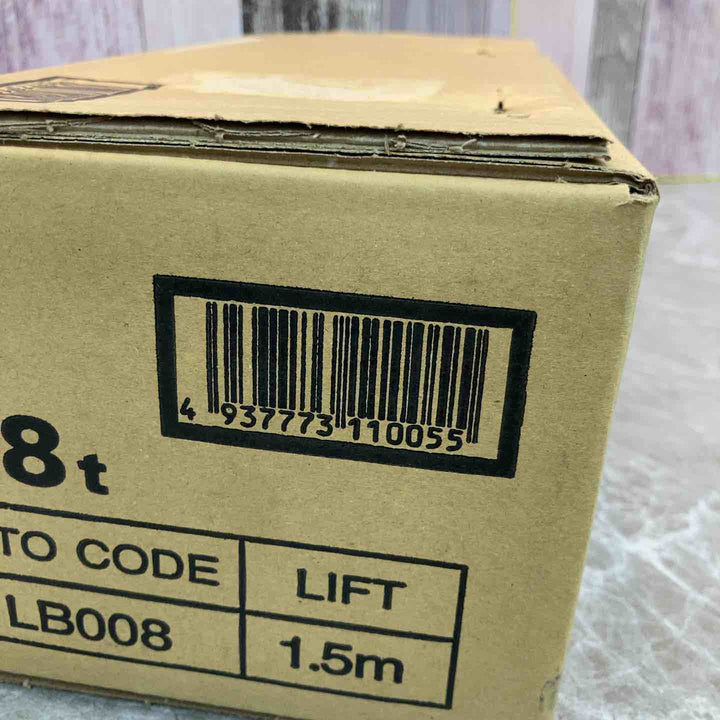 4 937773 110055
8t
TO CODE LIFT
LB008 1.5m